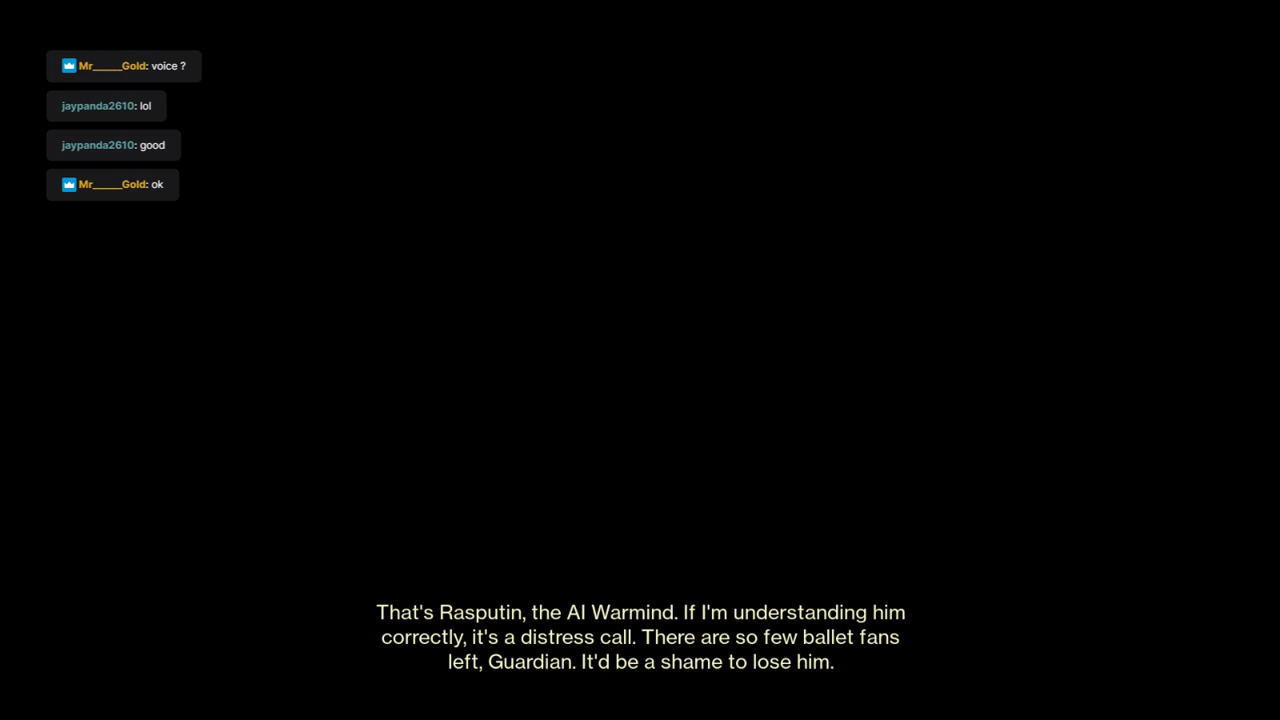 Mr_____Gold: voice ?
jaypanda2610: lol
jaypanda2610: good
Mr_____Gold: ok
That's Rasputin, the AI Warmind. If I'm understanding him
correctly, it's a distress call. There are so few ballet fans
left, Guardian. It'd be a shame to lose him.